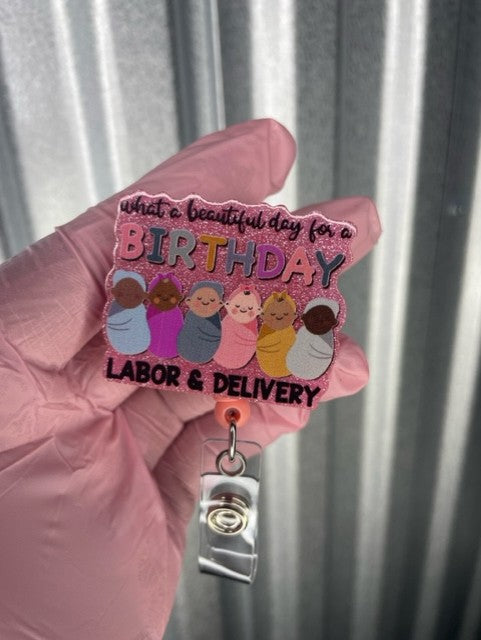 what a beautiful day for a
BIRTHDAY
LABOR & DELIVERY